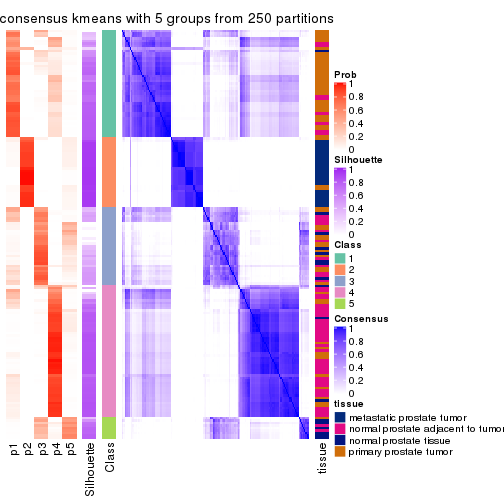 consensus kmeans with 5 groups from 250 partitions
Prob
1
0.8
0.6
0.4
0.2
0
Silhouette
1
0.8
0.6
0.4
0.2
0
Class
1
2
3
4
5
Consensus
1
0.8
0.6
0.4
0.2
0
tissue
metastatic prostate tumor
normal prostate adjacent to tumor
normal prostate tissue
primary prostate tumor
p1
p2
p3
p4
p5
Silhouette
Class
tissue